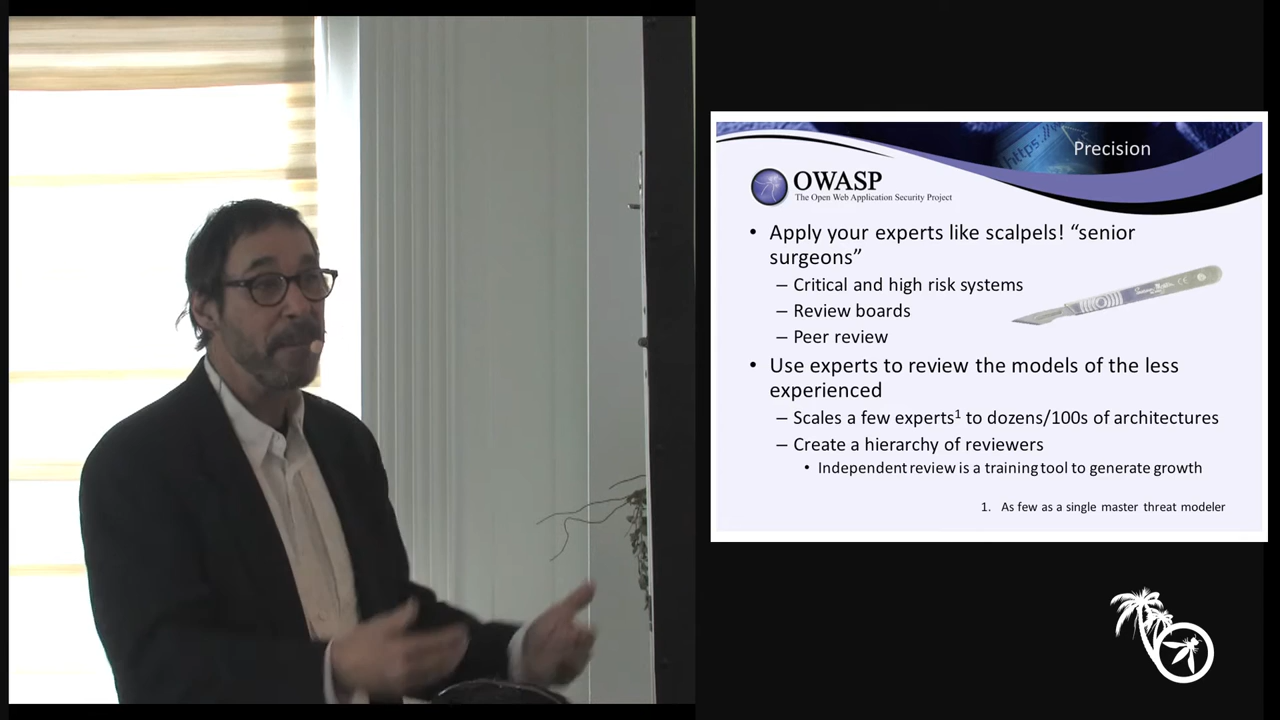 https://w
Precision
OWASP
The Open Web Application Security Project
• Apply your experts like scalpels! “senior
surgeons”
– Critical and high risk systems
– Review boards
– Peer review
• Use experts to review the models of the less
experienced
– Scales a few experts¹ to dozens/100s of architectures
– Create a hierarchy of reviewers
• Independent review is a training tool to generate growth
1. As few as a single master threat modeler